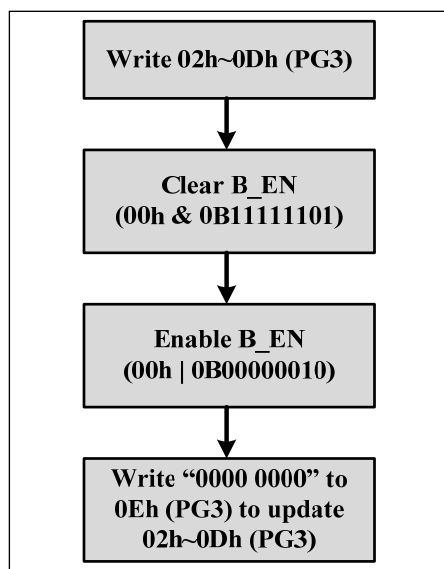 Write 02h~0Dh (PG3)
Clear B_EN
(00h & 0B11111101)
Enable B_EN
(00h | 0B00000010)
Write “0000 0000” to
0Eh (PG3) to update
02h~0Dh (PG3)